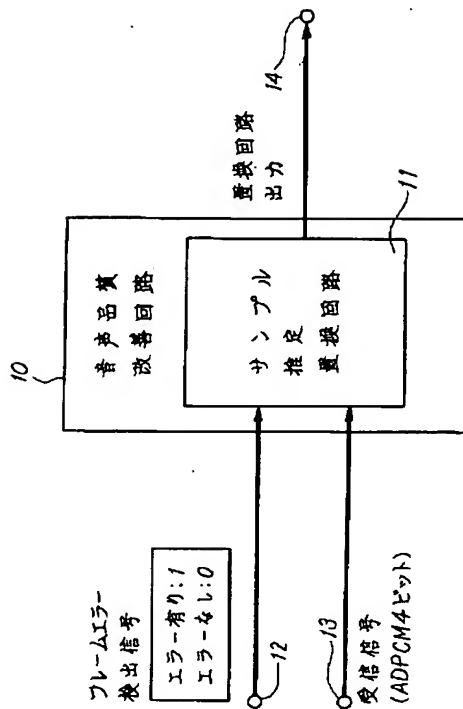 10
音声品質
改善回路
サンプル
推定
置換回路
11
置換回路
出力
14
フレームエラー
検出信号
エラー有り:1
エラーなし:0
12
13
受信信号
(ADPCM4ビット)